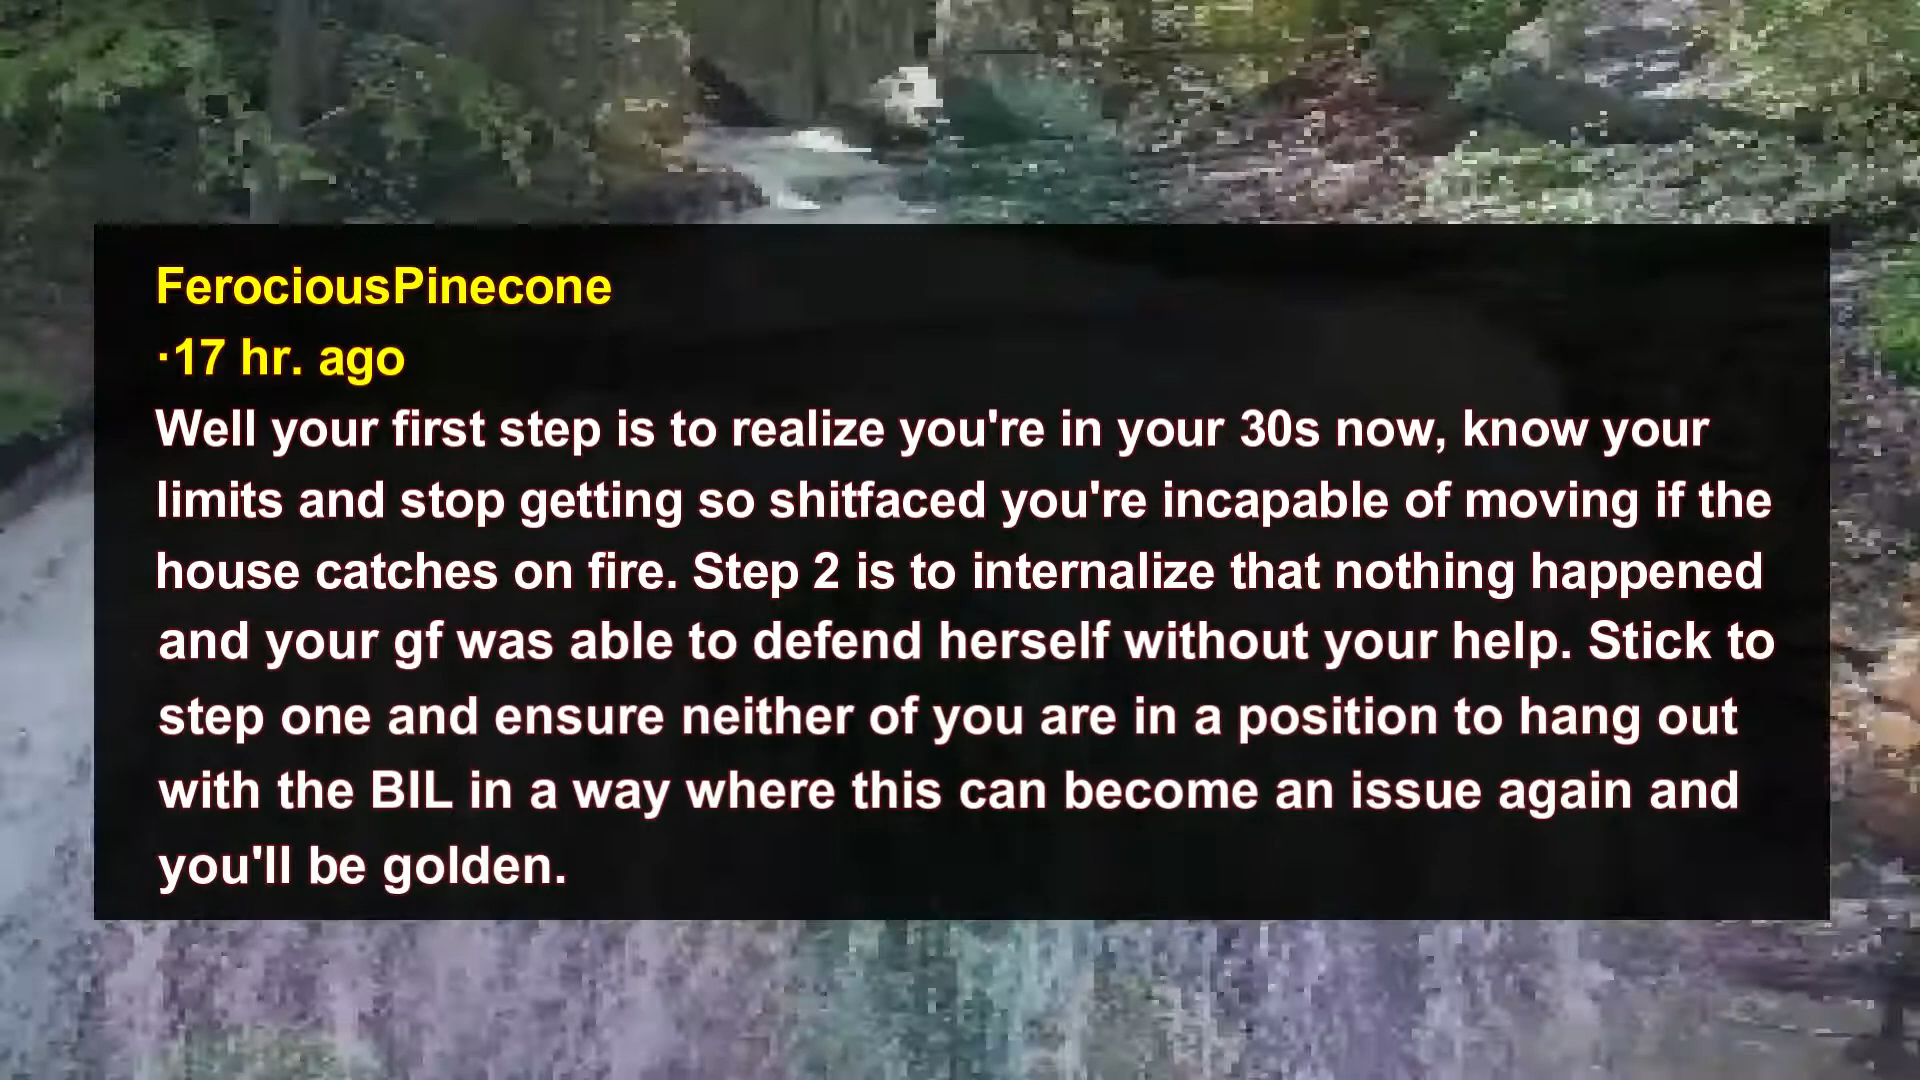 FerociousPinecone
·17 hr. ago
Well your first step is to realize you're in your 30s now, know your
limits and stop getting so shitfaced you're incapable of moving if the
house catches on fire. Step 2 is to internalize that nothing happened
and your gf was able to defend herself without your help. Stick to
step one and ensure neither of you are in a position to hang out
with the BIL in a way where this can become an issue again and
you'll be golden.